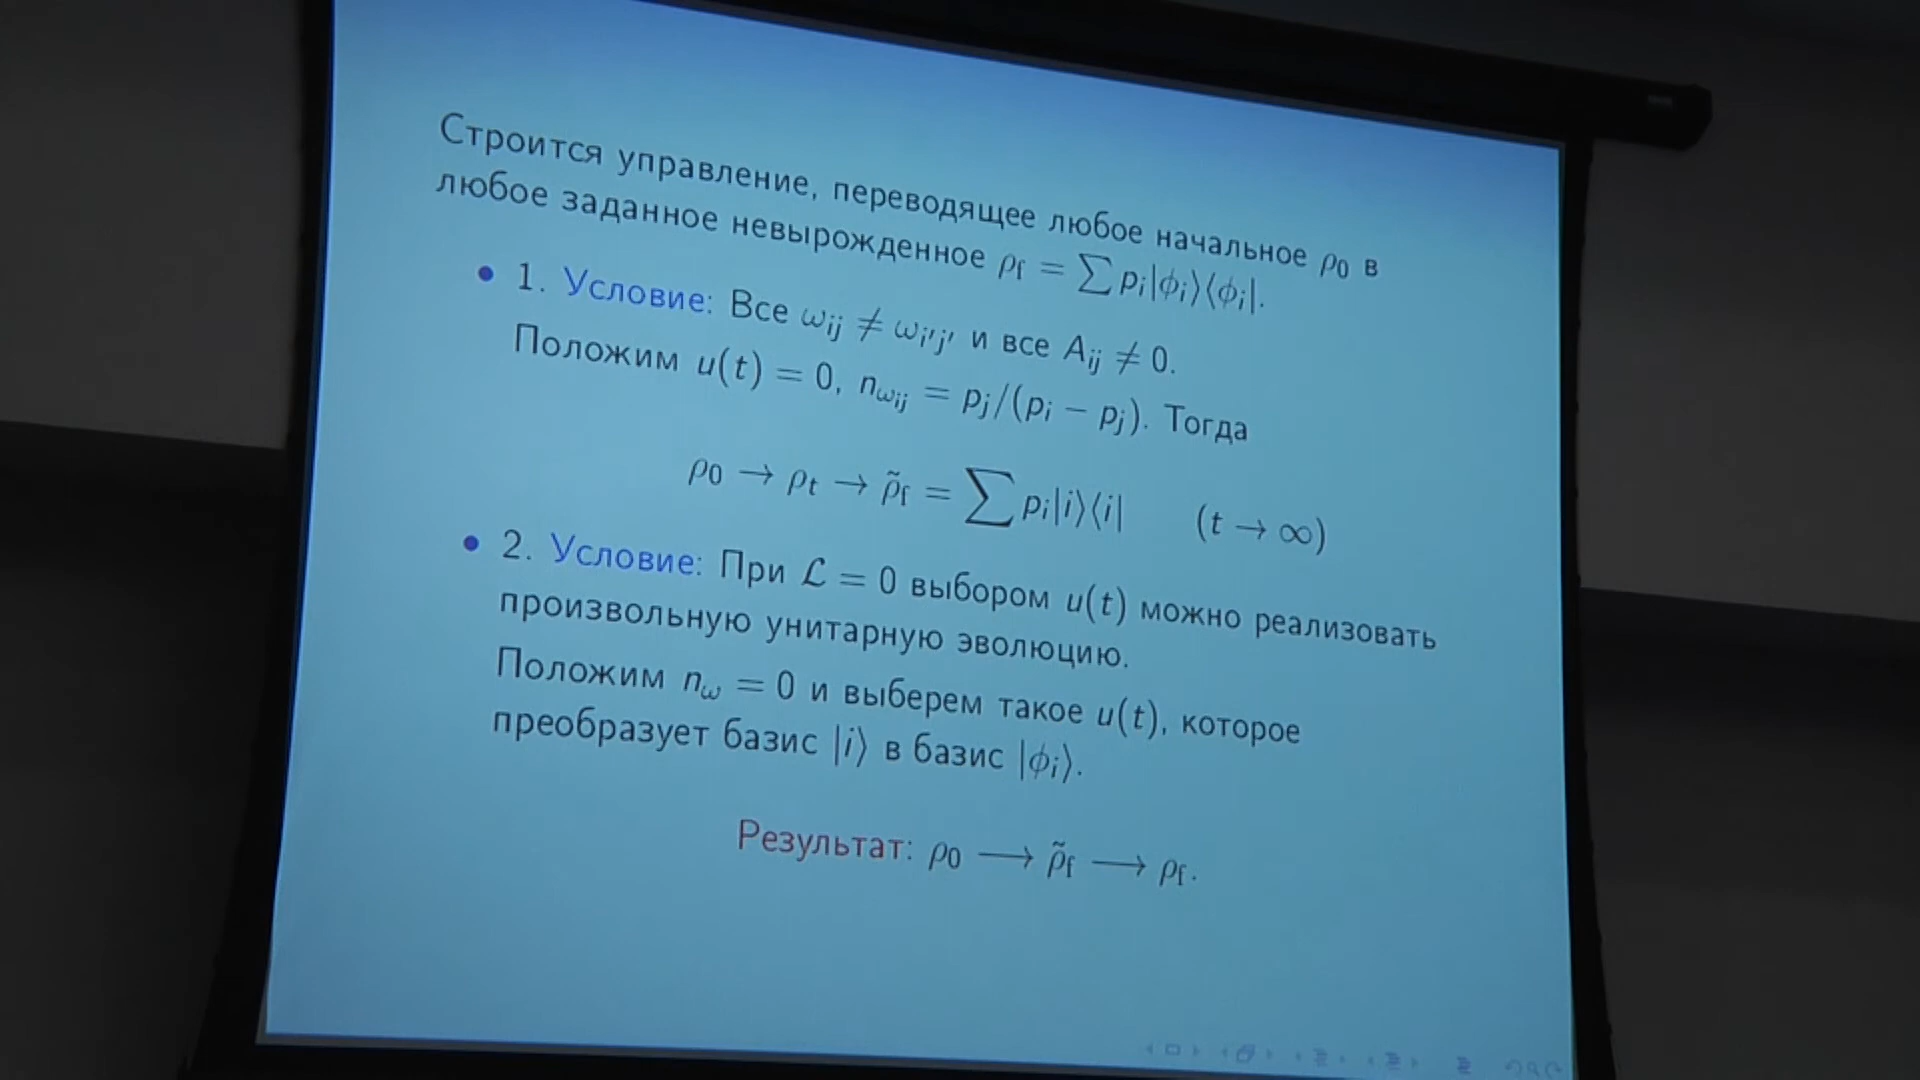 Строится управление, переводящее любое начальное ρ₀ в
любое заданное невырожденное ρ_f = ∑ p_i|ϕ_i⟩⟨ϕ_i|.
• 1. Условие: Все ω_ij ≠ ω_i′j′ и все A_ij ≠ 0.
Положим u(t) = 0, n_ω_ij = p_j/(p_i − p_j). Тогда
ρ₀ → ρ_t → ρ̃_f = ∑ p_i|i⟩⟨i| (t → ∞)
• 2. Условие: При ℒ = 0 выбором u(t) можно реализовать
произвольную унитарную эволюцию.
Положим n_ω = 0 и выберем такое u(t), которое
преобразует базис |i⟩ в базис |ϕ_i⟩.
Результат: ρ₀ ⟶ ρ̃_f ⟶ ρ_f.